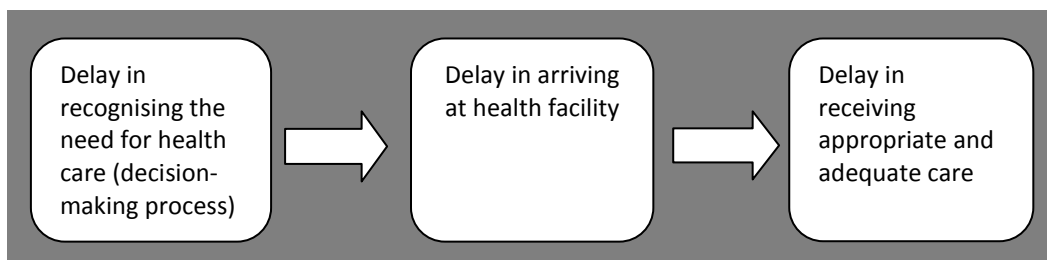 Delay in
recognising the
need for health
care (decision-
making process)
Delay in arriving
at health facility
Delay in
receiving
appropriate and
adequate care